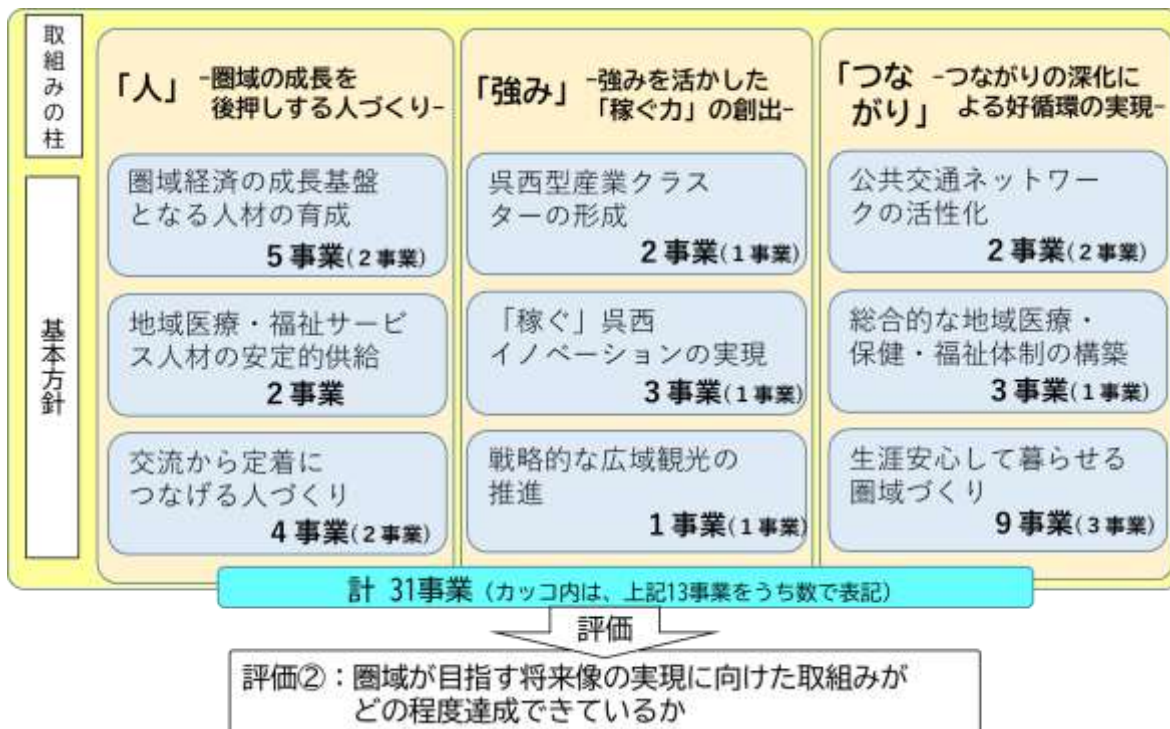 取組みの柱
「人」 -圏域の成長を
後押しする人づくり-
「強み」 -強みを活かした
「稼ぐ力」の創出-
「つな
がり」 -つながりの深化に
よる好循環の実現-
基本方針
圏域経済の成長基盤
となる人材の育成
5事業(2事業)
呉西型産業クラス
ターの形成
2事業(1事業)
公共交通ネットワー
クの活性化
2事業(2事業)
地域医療・福祉サービ
ス人材の安定的供給
2事業
「稼ぐ」呉西
イノベーションの実現
3事業(1事業)
総合的な地域医療・
保健・福祉体制の構築
3事業(1事業)
交流から定着に
つなげる人づくり
4事業(2事業)
戦略的な広域観光の
推進
1事業(1事業)
生涯安心して暮らせる
圏域づくり
9事業(3事業)
計 31事業(カッコ内は、上記13事業をうち数で表記)
評価
評価②:圏域が目指す将来像の実現に向けた取組みが
どの程度達成できているか